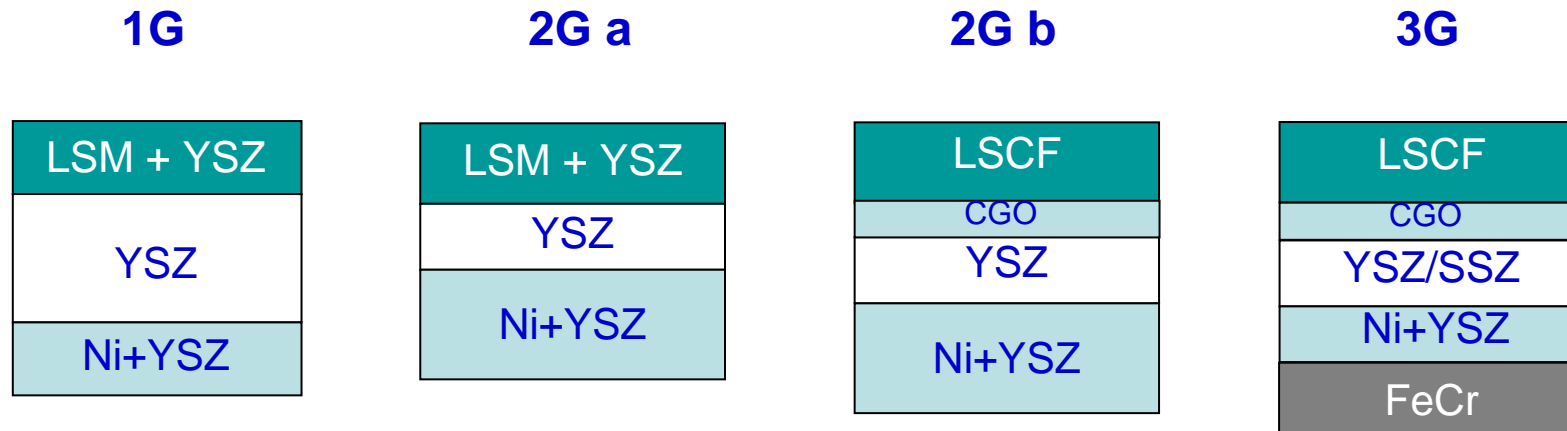 1G
2G a
2G b
3G
LSM + YSZ
YSZ
Ni+YSZ
LSM + YSZ
YSZ
Ni+YSZ
LSCF
CGO
YSZ
Ni+YSZ
LSCF
CGO
YSZ/SSZ
Ni+YSZ
FeCr